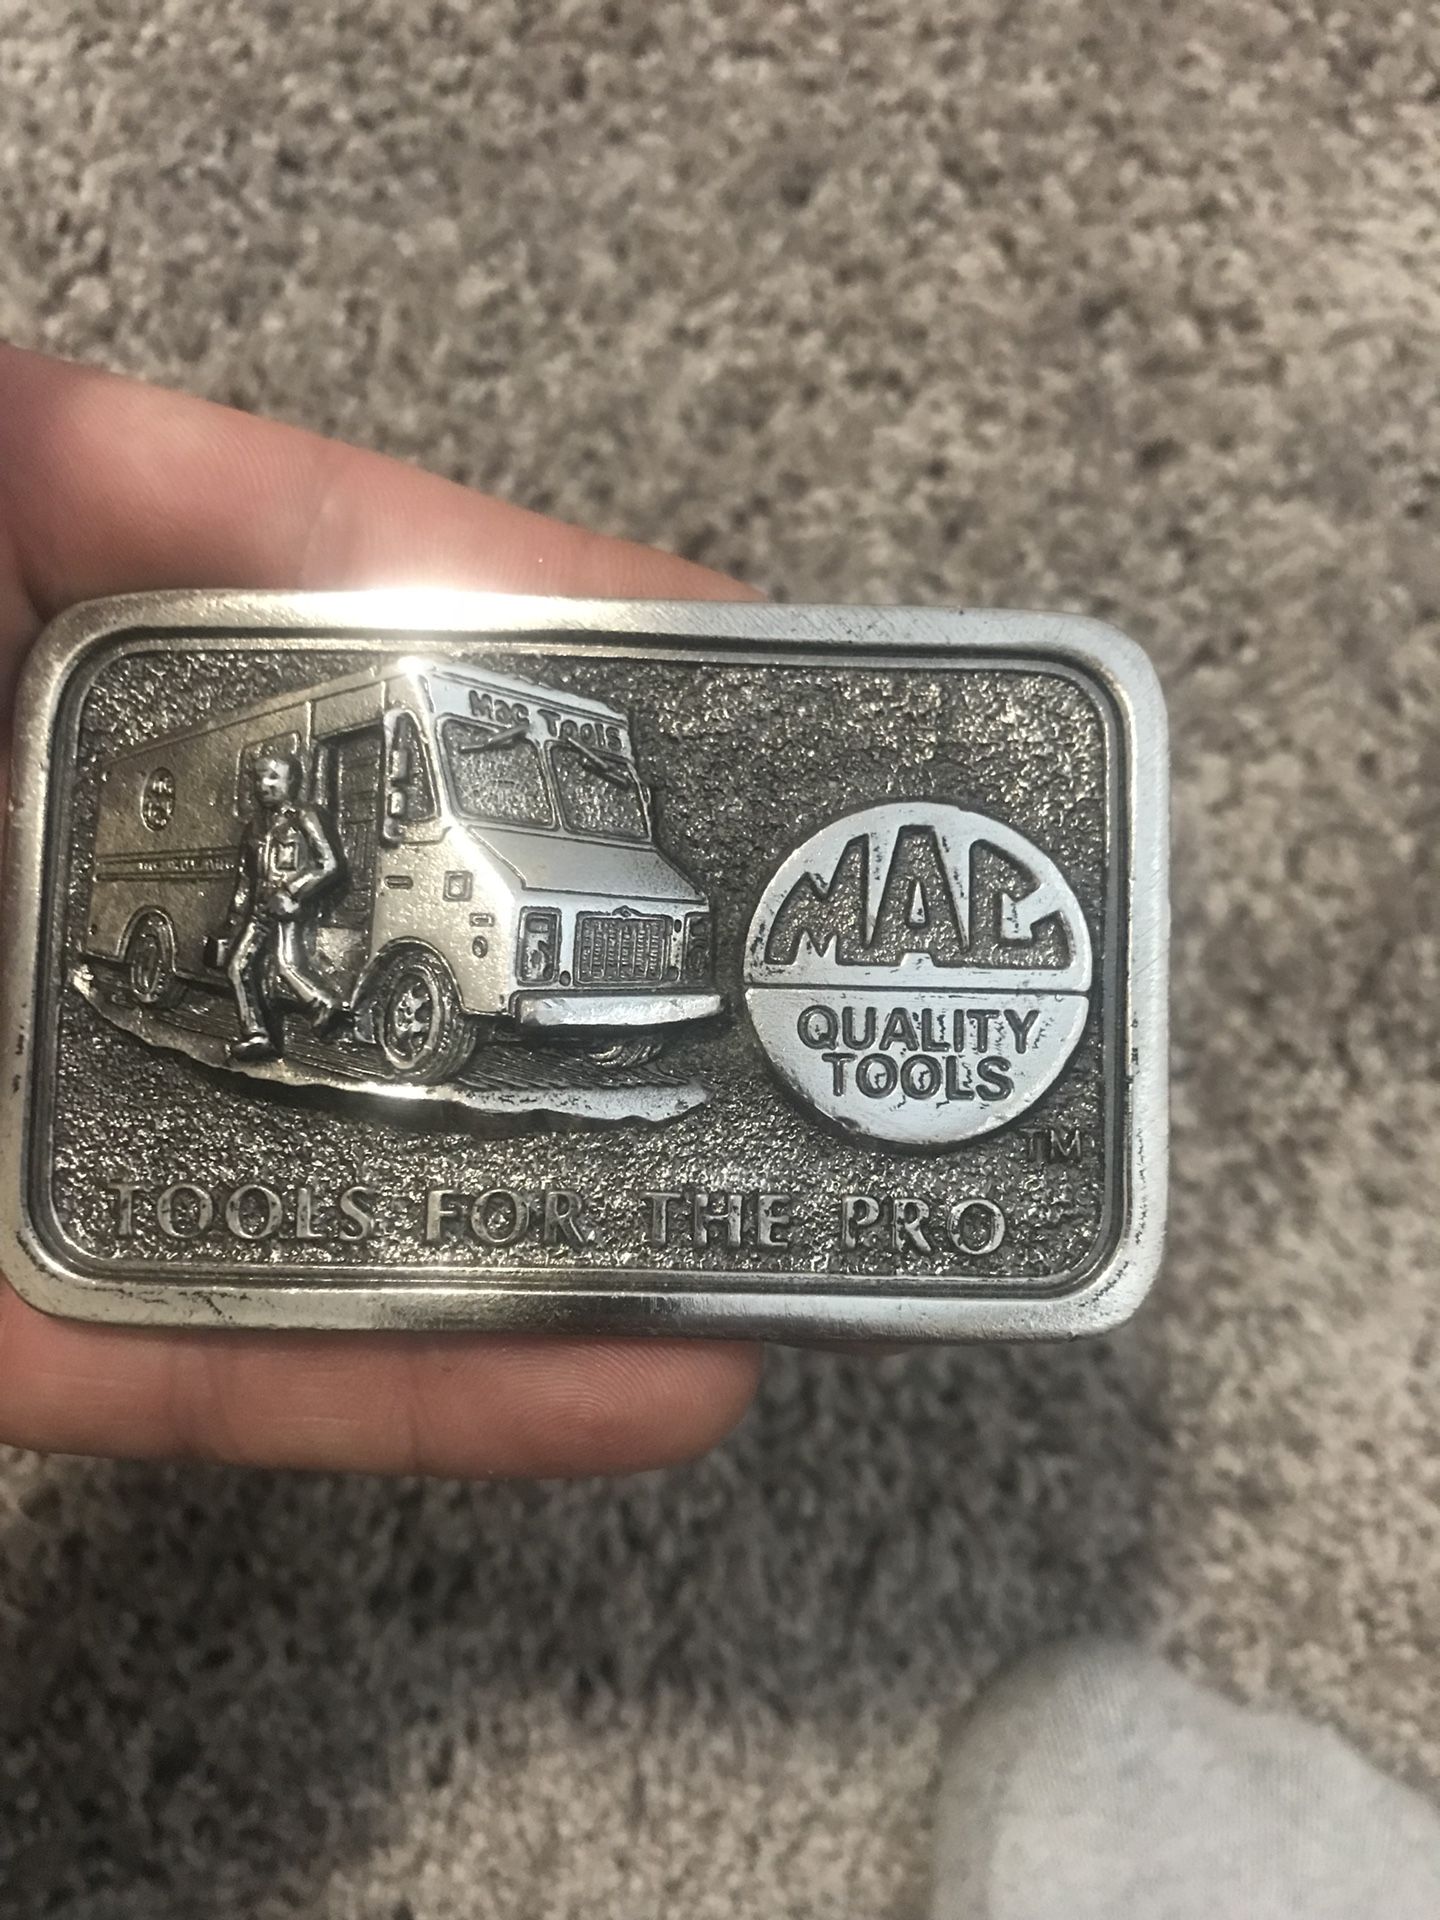 Mac Tools
MAC
QUALITY
TOOLS
TM
TOOLS FOR THE PRO